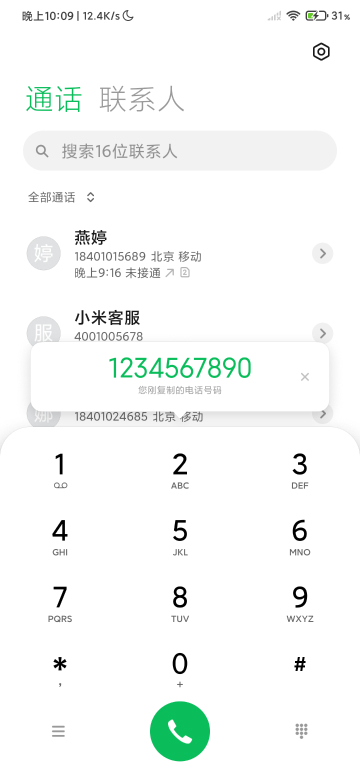 晚上10:09 | 12.4K/s
31%
通话 联系人
搜索16位联系人
全部通话
婷
燕婷
18401015689 北京 移动
晚上9:16 未接通
2
服
小米客服
4001005678
1234567890
您刚复制的电话号码
娜
18401024685 北京 移动
1
2 ABC
3 DEF
4 GHI
5 JKL
6 MNO
7 PQRS
8 TUV
9 WXYZ
* ,
0 +
#